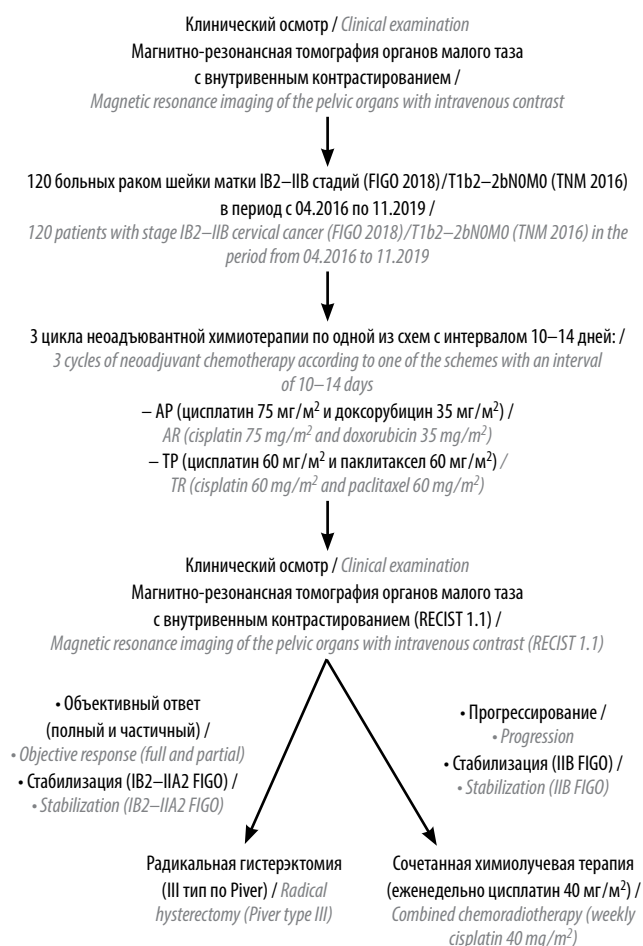 Клинический осмотр / Clinical examination
Магнитно-резонансная томография органов малого таза
с внутривенным контрастированием /
Magnetic resonance imaging of the pelvic organs with intravenous contrast
120 больных раком шейки матки IB2–IIB стадий (FIGO 2018)/T1b2–2bN0M0 (TNM 2016)
в период с 04.2016 по 11.2019 /
120 patients with stage IB2–IIB cervical cancer (FIGO 2018)/T1b2–2bN0M0 (TNM 2016) in the
period from 04.2016 to 11.2019
3 цикла неоадъювантной химиотерапии по одной из схем с интервалом 10–14 дней: /
3 cycles of neoadjuvant chemotherapy according to one of the schemes with an interval
of 10–14 days
– АР (цисплатин 75 мг/м² и доксорубицин 35 мг/м²) /
AR (cisplatin 75 mg/m² and doxorubicin 35 mg/m²)
– ТР (цисплатин 60 мг/м² и паклитаксел 60 мг/м²) /
TR (cisplatin 60 mg/m² and paclitaxel 60 mg/m²)
Клинический осмотр / Clinical examination
Магнитно-резонансная томография органов малого таза
с внутривенным контрастированием (RECIST 1.1) /
Magnetic resonance imaging of the pelvic organs with intravenous contrast (RECIST 1.1)
• Объективный ответ
(полный и частичный) /
• Objective response (full and partial)
• Стабилизация (IB2–IIA2 FIGO) /
• Stabilization (IB2–IIA2 FIGO)
• Прогрессирование /
• Progression
• Стабилизация (IIB FIGO) /
• Stabilization (IIB FIGO)
Радикальная гистерэктомия
(III тип по Piver) / Radical
hysterectomy (Piver type III)
Сочетанная химиолучевая терапия
(еженедельно цисплатин 40 мг/м²) /
Combined chemoradiotherapy (weekly
cisplatin 40 mg/m²)